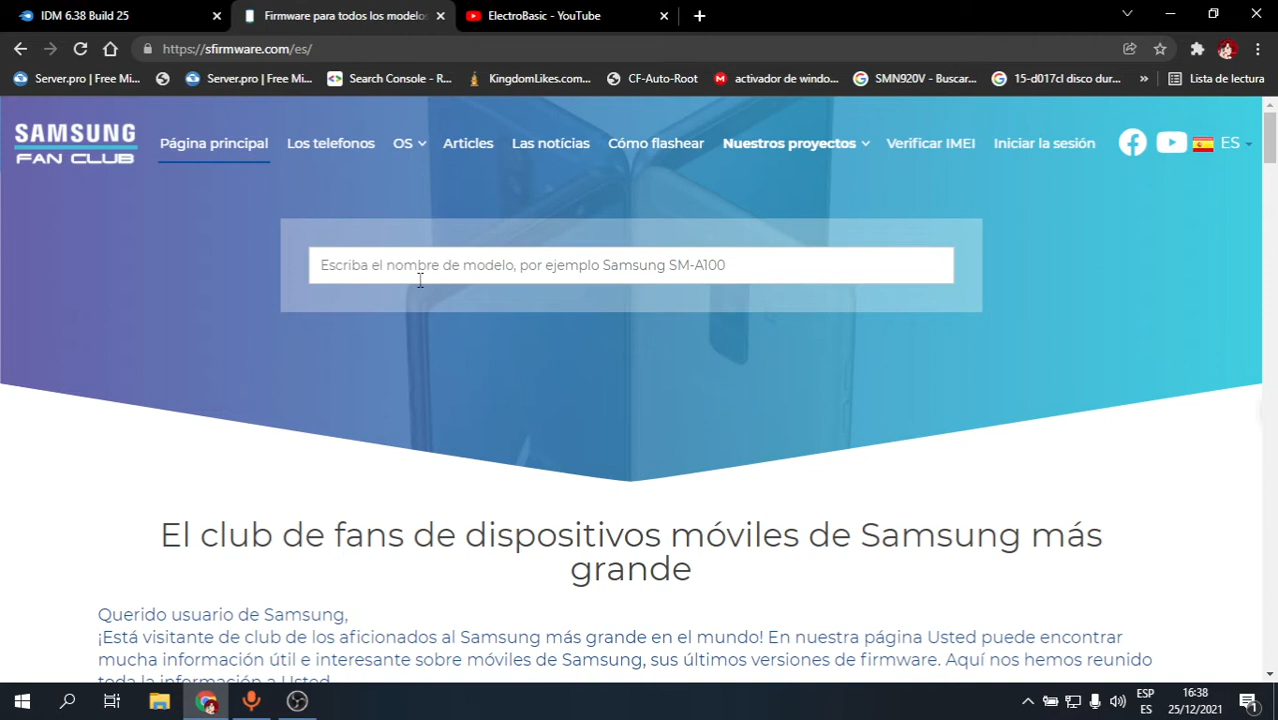 IDM 6.38 Build 25
Firmware para todos los modelos
ElectroBasic - YouTube
https://sfirmware.com/es/
Server.pro | Free Mi...
Server.pro | Free Mi...
Search Console - R...
KingdomLikes.com...
CF-Auto-Root
activador de windo...
SMN920V - Buscar...
15-d017cl disco dur...
»
Lista de lectura
SAMSUNG
FAN CLUB
Página principal
Los telefonos
OS
Articles
Las notícias
Cómo flashear
Nuestros proyectos
Verificar IMEI
Iniciar la sesión
ES
Escriba el nombre de modelo, por ejemplo Samsung SM-A100
El club de fans de dispositivos móviles de Samsung más
grande
Querido usuario de Samsung,
¡Está visitante de club de los aficionados al Samsung más grande en el mundo! En nuestra página Usted puede encontrar
mucha información útil e interesante sobre móviles de Samsung, sus últimos versiones de firmware. Aquí nos hemos reunido
toda la información a Usted.
ESP
ES
16:38
25/12/2021
1